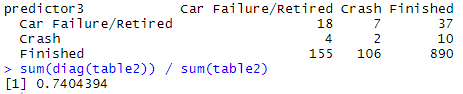 predictor3 Car Failure/Retired Crash Finished
Car Failure/Retired 18 7 37
Crash 4 2 10
Finished 155 106 890
> sum(diag(table2)) / sum(table2)
[1] 0.7404394